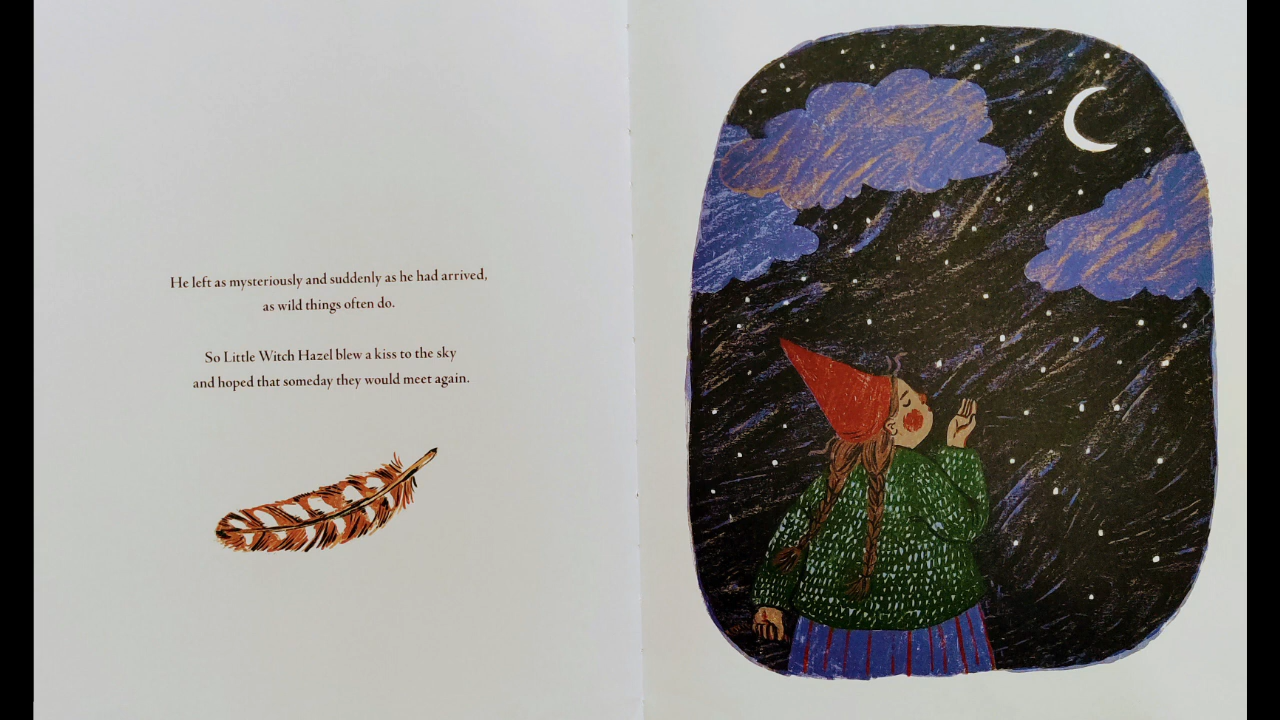 He left as mysteriously and suddenly as he had arrived,
as wild things often do.
So Little Witch Hazel blew a kiss to the sky
and hoped that someday they would meet again.